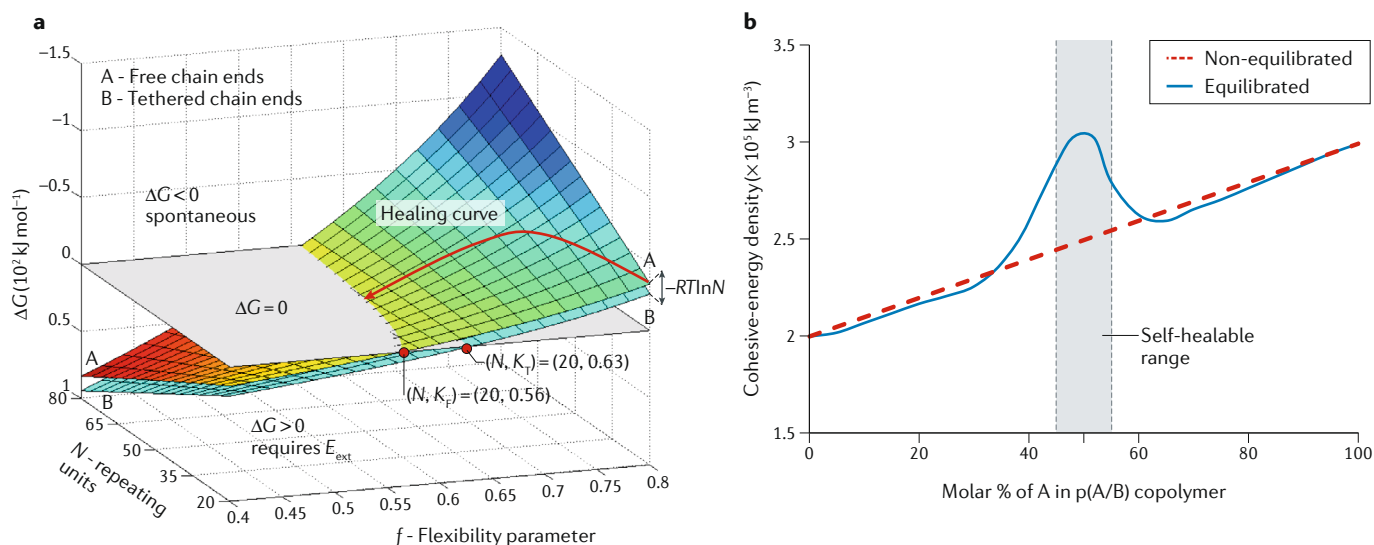 a
−1.5
−1
−0.5
0
0.5
1
ΔG (10² kJ mol⁻¹)
A - Free chain ends
B - Tethered chain ends
ΔG<0
spontaneous
Healing curve
ΔG=0
A
−RTlnN
B
A
B
(N, K_T) = (20, 0.63)
(N, K_F) = (20, 0.56)
ΔG>0
requires E_ext
80
65
50
35
20
N - repeating
units
0.4
0.45
0.5
0.55
0.6
0.65
0.7
0.75
0.8
f - Flexibility parameter
b
3.5
3
2.5
2
1.5
Cohesive-energy density (×10⁵ kJ m⁻³)
Non-equilibrated
Equilibrated
Self-healable
range
0
20
40
60
80
100
Molar % of A in p(A/B) copolymer